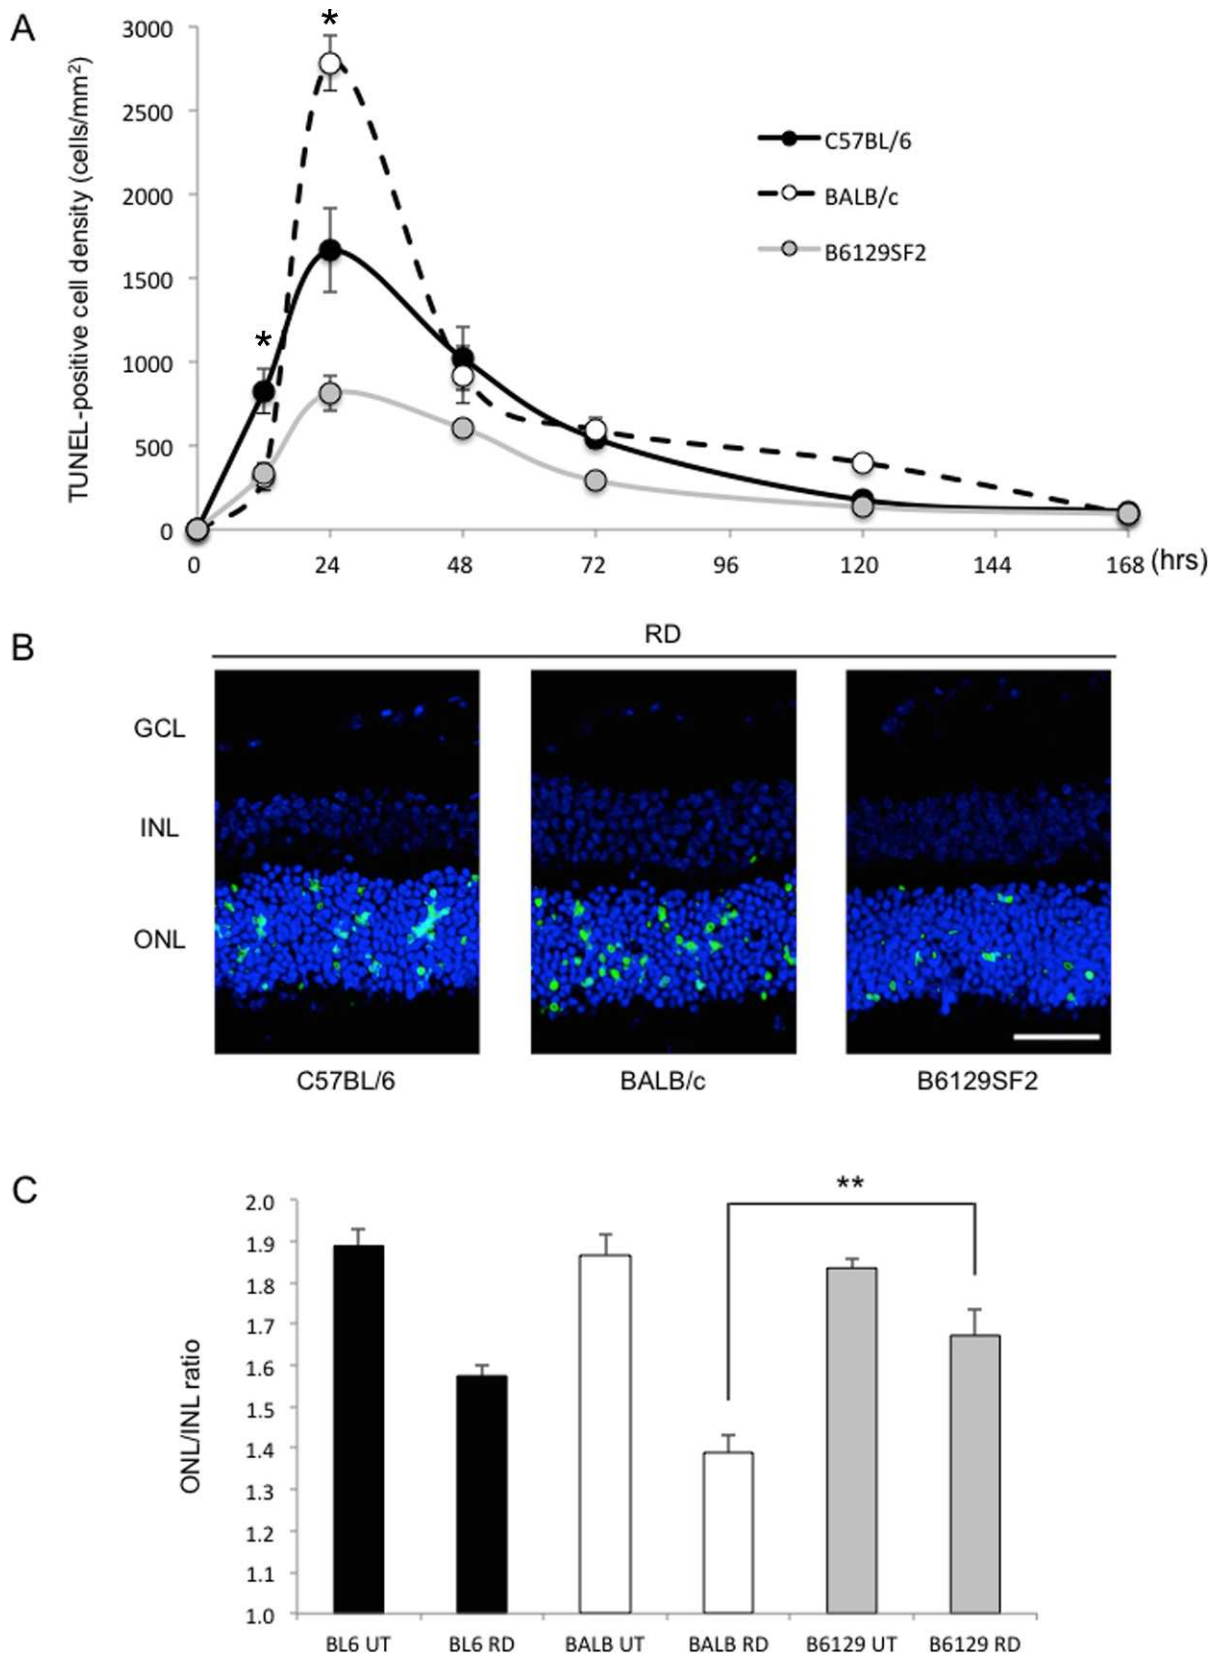 A
*
3000
2500
2000
1500
1000
500
0
*
TUNEL-positive cell density (cells/mm²)
C57BL/6
BALB/c
B6129SF2
0 24 48 72 96 120 144 168 (hrs)
B
RD
GCL
INL
ONL
C57BL/6 BALB/c B6129SF2
C
**
2.0
1.9
1.8
1.7
1.6
1.5
1.4
1.3
1.2
1.1
1.0
ONL/INL ratio
BL6 UT BL6 RD BALB UT BALB RD B6129 UT B6129 RD